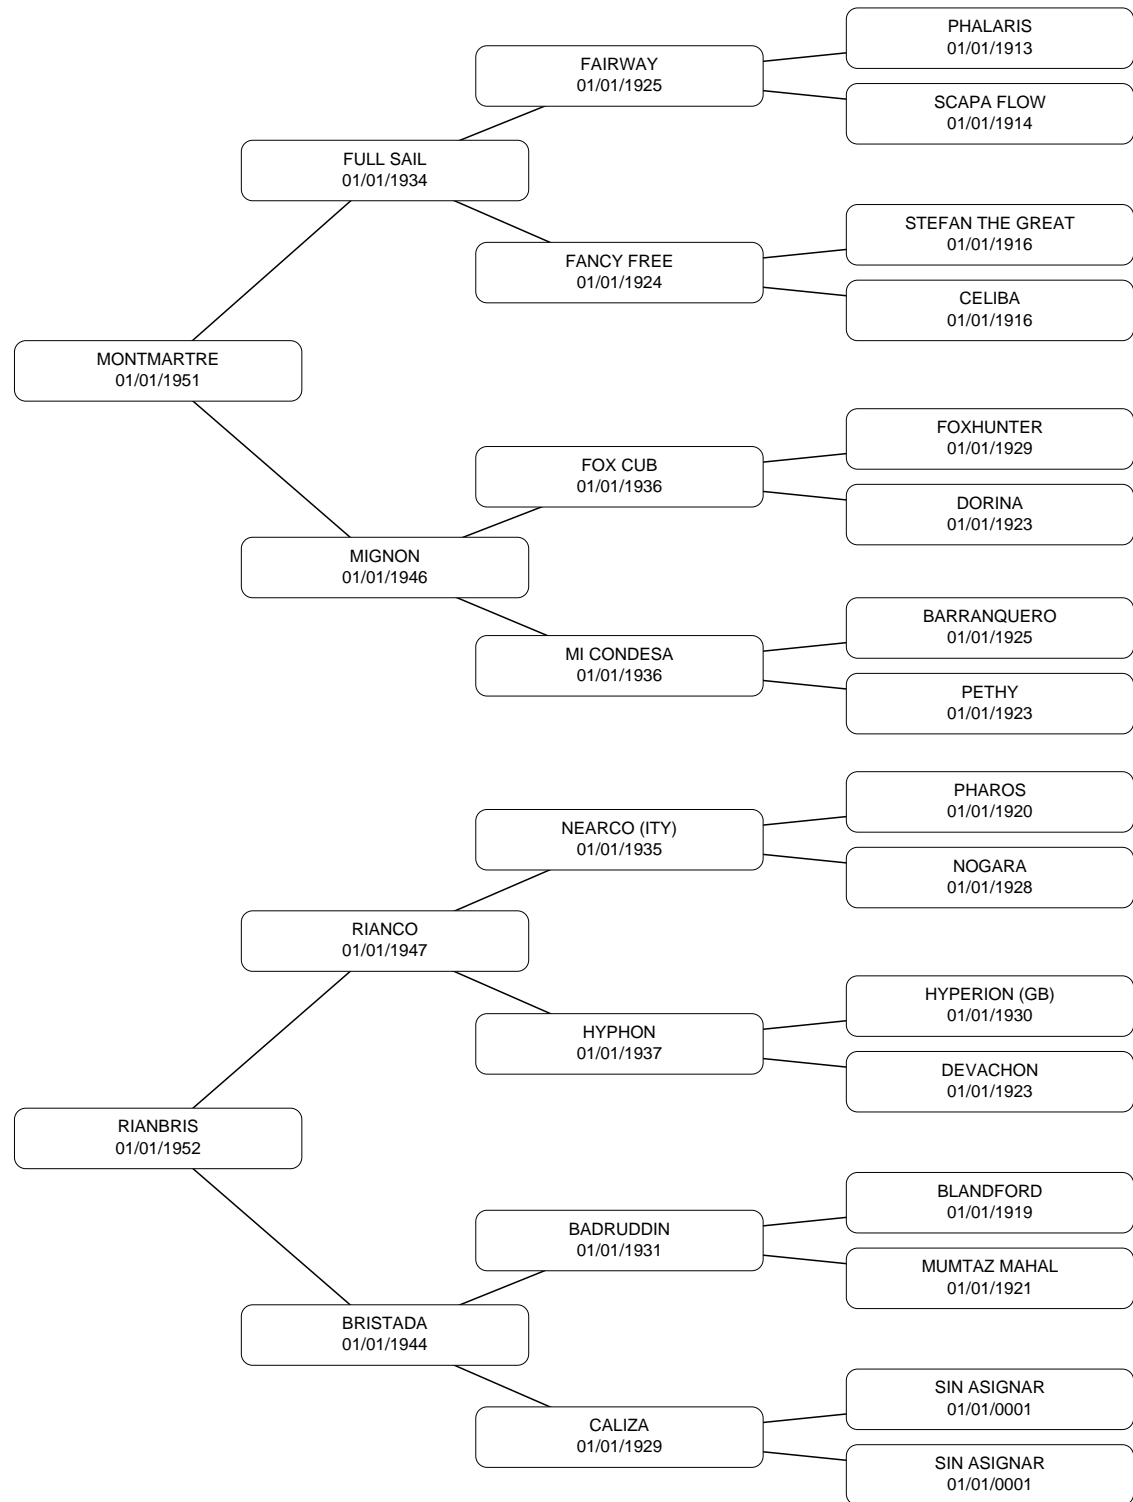 PHALARIS
01/01/1913
FAIRWAY
01/01/1925
SCAPA FLOW
01/01/1914
FULL SAIL
01/01/1934
STEFAN THE GREAT
01/01/1916
FANCY FREE
01/01/1924
CELIBA
01/01/1916
MONTMARTRE
01/01/1951
FOXHUNTER
01/01/1929
FOX CUB
01/01/1936
DORINA
01/01/1923
MIGNON
01/01/1946
BARRANQUERO
01/01/1925
MI CONDESA
01/01/1936
PETHY
01/01/1923
PHAROS
01/01/1920
NEARCO (ITY)
01/01/1935
NOGARA
01/01/1928
RIANCO
01/01/1947
HYPERION (GB)
01/01/1930
HYPHON
01/01/1937
DEVACHON
01/01/1923
RIANBRIS
01/01/1952
BLANDFORD
01/01/1919
BADRUDDIN
01/01/1931
MUMTAZ MAHAL
01/01/1921
BRISTADA
01/01/1944
SIN ASIGNAR
01/01/0001
CALIZA
01/01/1929
SIN ASIGNAR
01/01/0001